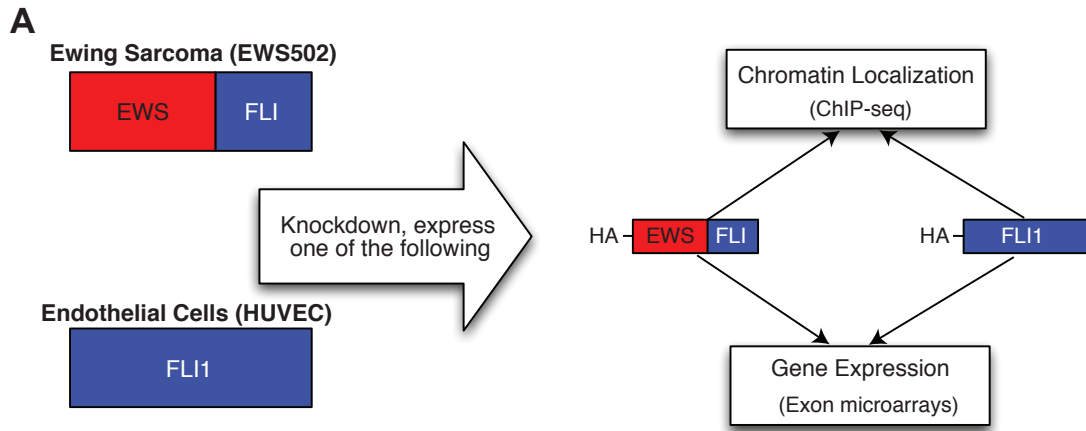 A
Ewing Sarcoma (EWS502)
EWS
FLI
Endothelial Cells (HUVEC)
FLI1
Knockdown, express
one of the following
Chromatin Localization
(ChIP-seq)
HA
EWS
FLI
HA
FLI1
Gene Expression
(Exon microarrays)